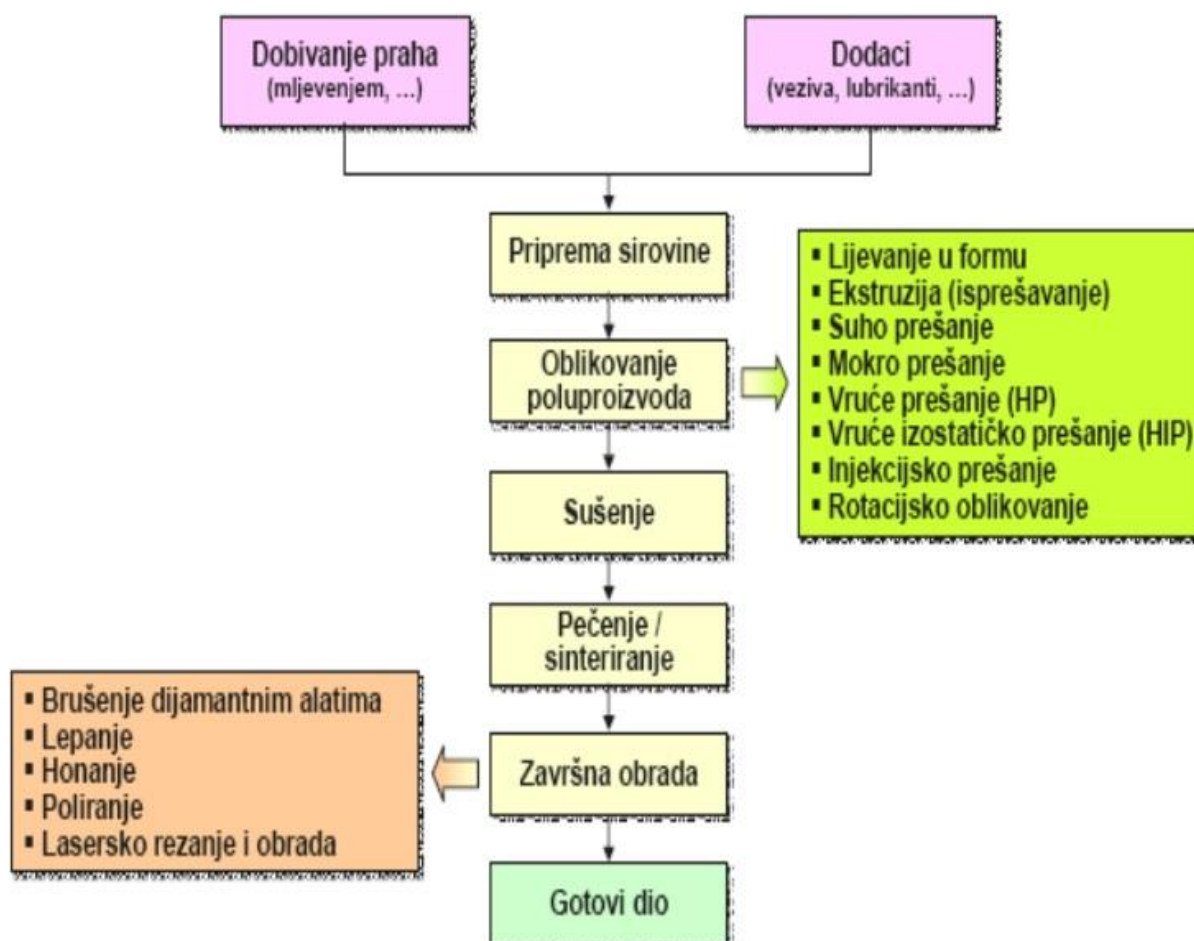 Dobivanje praha
(mljevenjem, ...)
Dodaci
(veziva, lubrikanti, ...)
Priprema sirovine
Oblikovanje
poluproizvoda
▪ Lijevanje u formu
▪ Ekstruzija (isprešavanje)
▪ Suho prešanje
▪ Mokro prešanje
▪ Vruće prešanje (HP)
▪ Vruće izostatičko prešanje (HIP)
▪ Injekcijsko prešanje
▪ Rotacijsko oblikovanje
Sušenje
Pečenje /
sinteriranje
Završna obrada
▪ Brušenje dijamantnim alatima
▪ Lepanje
▪ Honanje
▪ Poliranje
▪ Lasersko rezanje i obrada
Gotovi dio